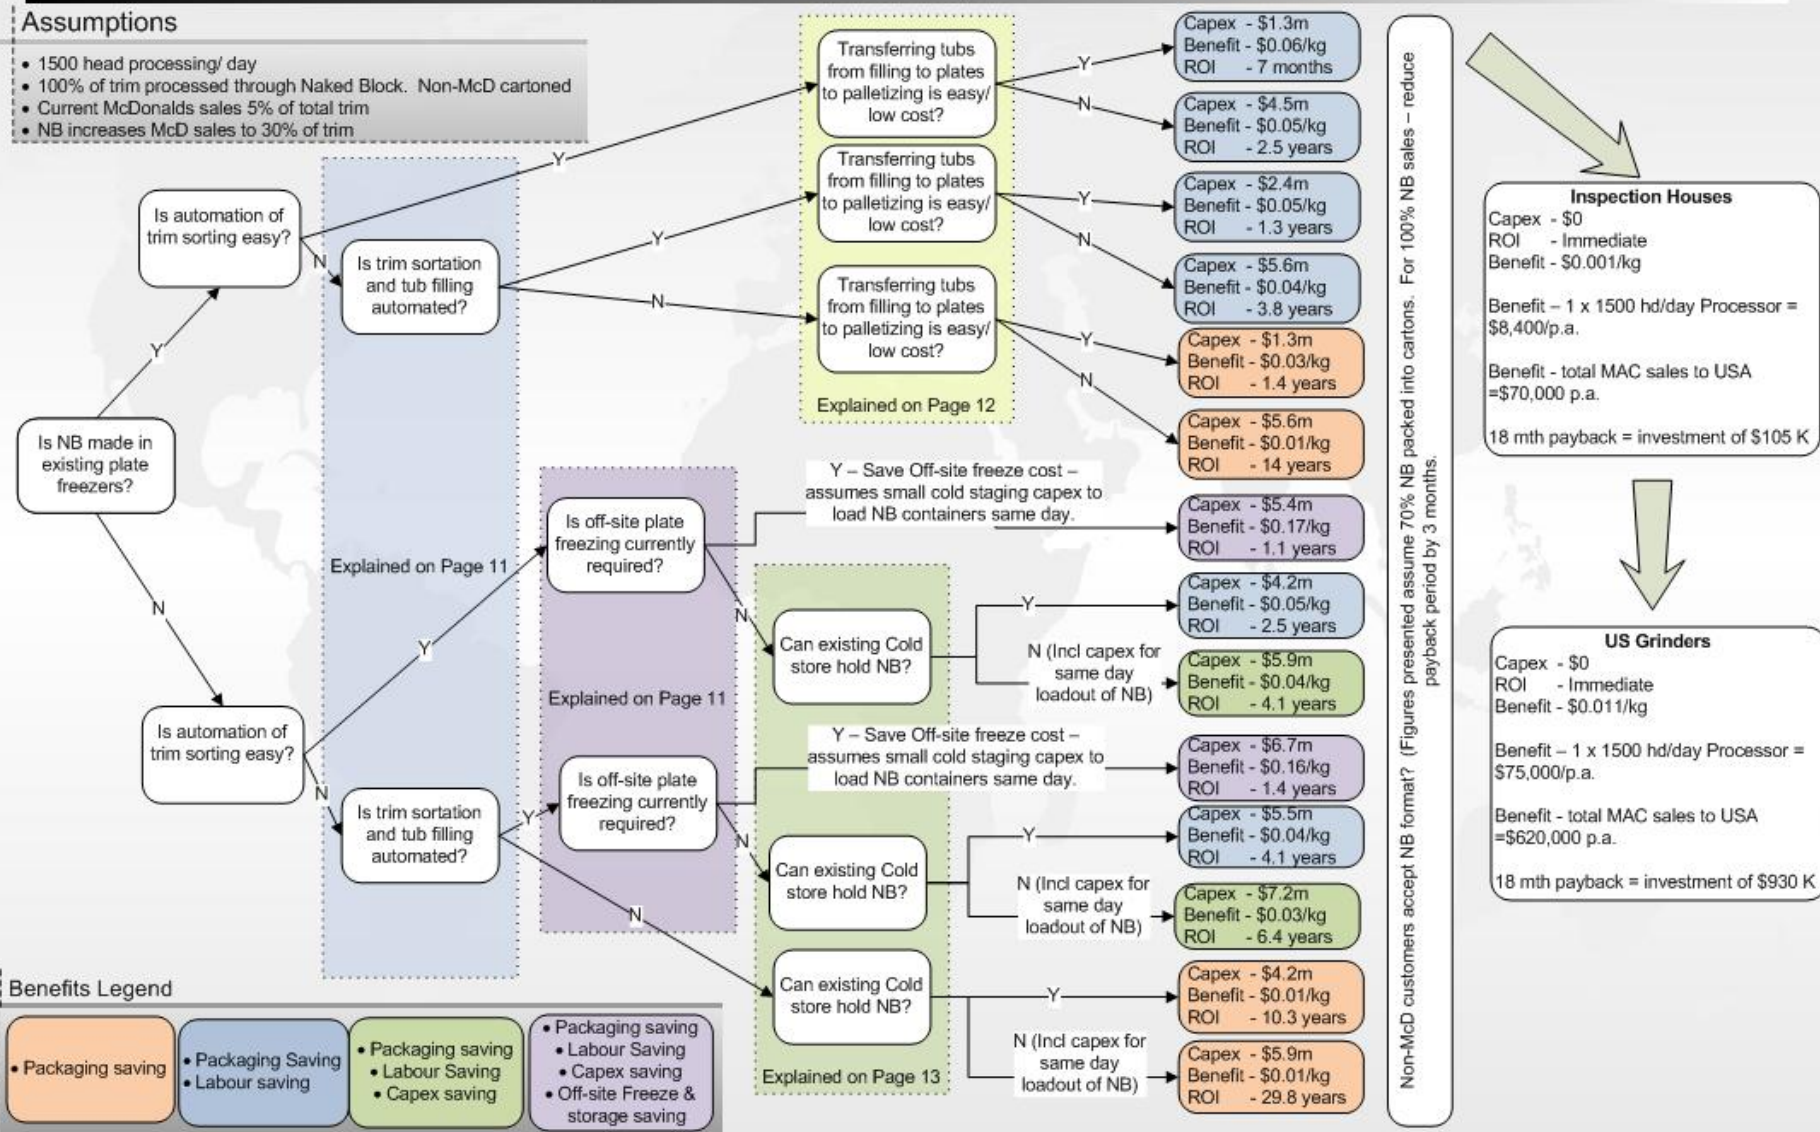 Assumptions
• 1500 head processing/ day
• 100% of trim processed through Naked Block. Non-McD cartoned
• Current McDonalds sales 5% of total trim
• NB increases McD sales to 30% of trim
Is NB made in
existing plate
freezers?
Y
N
Is automation of
trim sorting easy?
Y
N
Is trim sortation
and tub filling
automated?
Y
N
Explained on Page 11
Transferring tubs
from filling to plates
to palletizing is easy/
low cost?
Y
N
Transferring tubs
from filling to plates
to palletizing is easy/
low cost?
Y
N
Transferring tubs
from filling to plates
to palletizing is easy/
low cost?
Y
N
Explained on Page 12
Capex - $1.3m
Benefit - $0.06/kg
ROI - 7 months
Capex - $4.5m
Benefit - $0.05/kg
ROI - 2.5 years
Capex - $2.4m
Benefit - $0.05/kg
ROI - 1.3 years
Capex - $5.6m
Benefit - $0.04/kg
ROI - 3.8 years
Capex - $1.3m
Benefit - $0.03/kg
ROI - 1.4 years
Capex - $5.6m
Benefit - $0.01/kg
ROI - 14 years
Is automation of
trim sorting easy?
Y
N
Is trim sortation
and tub filling
automated?
Y
N
Is off-site plate
freezing currently
required?
N
Y – Save Off-site freeze cost –
assumes small cold staging capex to
load NB containers same day.
Capex - $5.4m
Benefit - $0.17/kg
ROI - 1.1 years
Can existing Cold
store hold NB?
Y
N (Incl capex for
same day
loadout of NB)
Capex - $4.2m
Benefit - $0.05/kg
ROI - 2.5 years
Capex - $5.9m
Benefit - $0.04/kg
ROI - 4.1 years
Explained on Page 11
Is off-site plate
freezing currently
required?
N
Y – Save Off-site freeze cost –
assumes small cold staging capex to
load NB containers same day.
Capex - $6.7m
Benefit - $0.16/kg
ROI - 1.4 years
Can existing Cold
store hold NB?
Y
N (Incl capex for
same day
loadout of NB)
Capex - $5.5m
Benefit - $0.04/kg
ROI - 4.1 years
Capex - $7.2m
Benefit - $0.03/kg
ROI - 6.4 years
Can existing Cold
store hold NB?
Y
N (Incl capex for
same day
loadout of NB)
Explained on Page 13
Capex - $4.2m
Benefit - $0.01/kg
ROI - 10.3 years
Capex - $5.9m
Benefit - $0.01/kg
ROI - 29.8 years
Non-McD customers accept NB format? (Figures presented assume 70% NB packed into cartons. For 100% NB sales – reduce
payback period by 3 months.
Inspection Houses
Capex - $0
ROI - Immediate
Benefit - $0.001/kg
Benefit – 1 x 1500 hd/day Processor =
$8,400/p.a.
Benefit - total MAC sales to USA
=$70,000 p.a.
18 mth payback = investment of $105 K
US Grinders
Capex - $0
ROI - Immediate
Benefit - $0.011/kg
Benefit – 1 x 1500 hd/day Processor =
$75,000/p.a.
Benefit - total MAC sales to USA
=$620,000 p.a.
18 mth payback = investment of $930 K
Benefits Legend
• Packaging saving
• Packaging Saving
• Labour saving
• Packaging saving
• Labour Saving
• Capex saving
• Packaging saving
• Labour Saving
• Capex saving
• Off-site Freeze &
storage saving